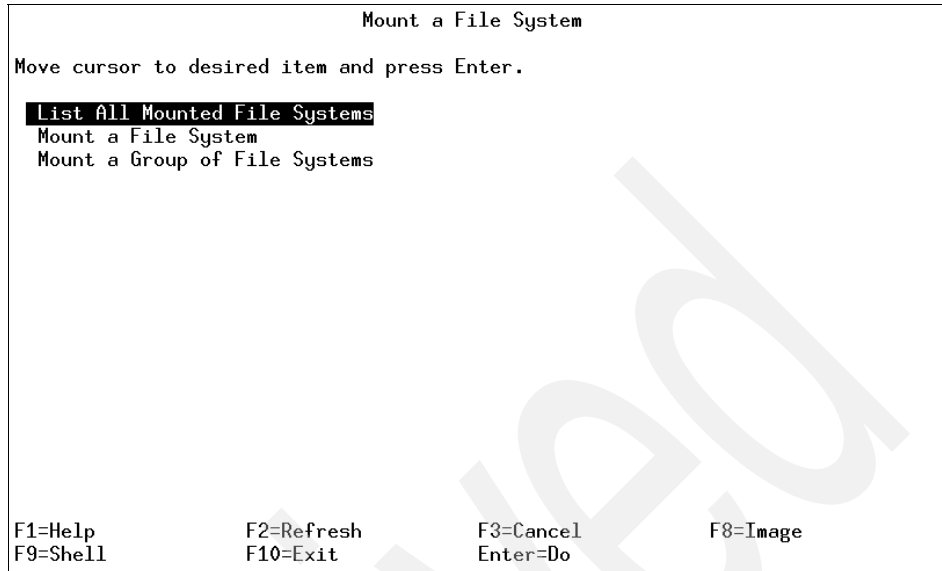 Mount a File System
Move cursor to desired item and press Enter.
List All Mounted File Systems
Mount a File System
Mount a Group of File Systems
F1=Help F2=Refresh F3=Cancel F8=Image
F9=Shell F10=Exit Enter=Do